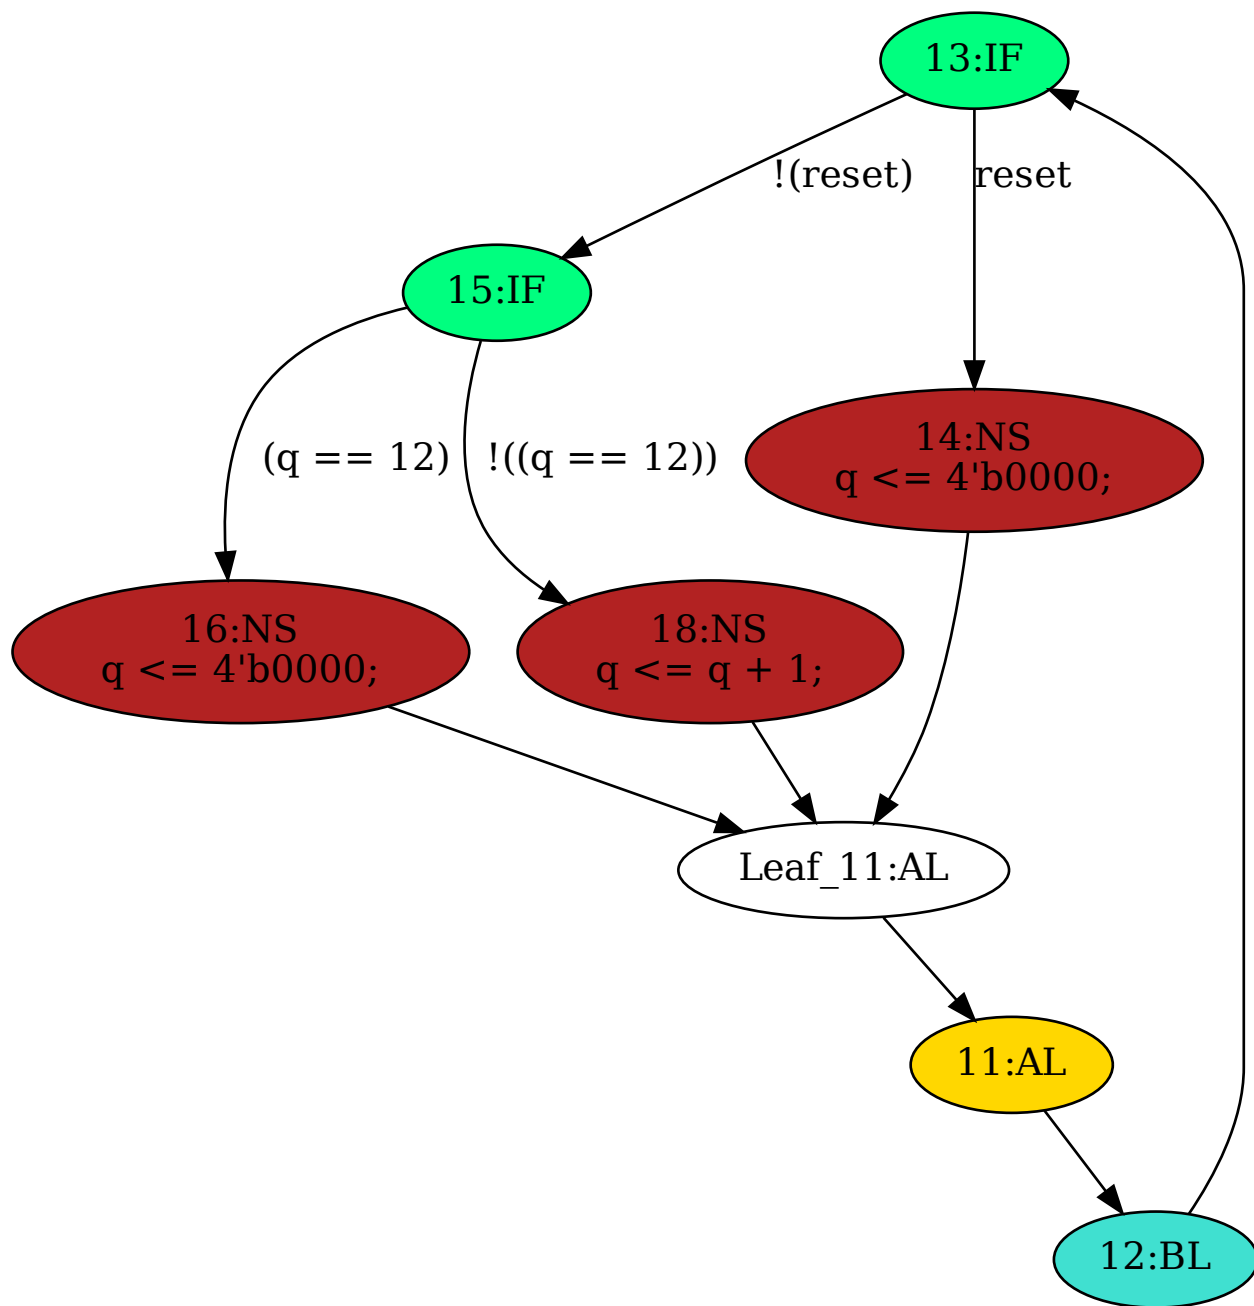 13:IF
!(reset)
reset
15:IF
(q == 12)
!((q == 12))
14:NS
q <= 4'b0000;
16:NS
q <= 4'b0000;
18:NS
q <= q + 1;
Leaf_11:AL
11:AL
12:BL